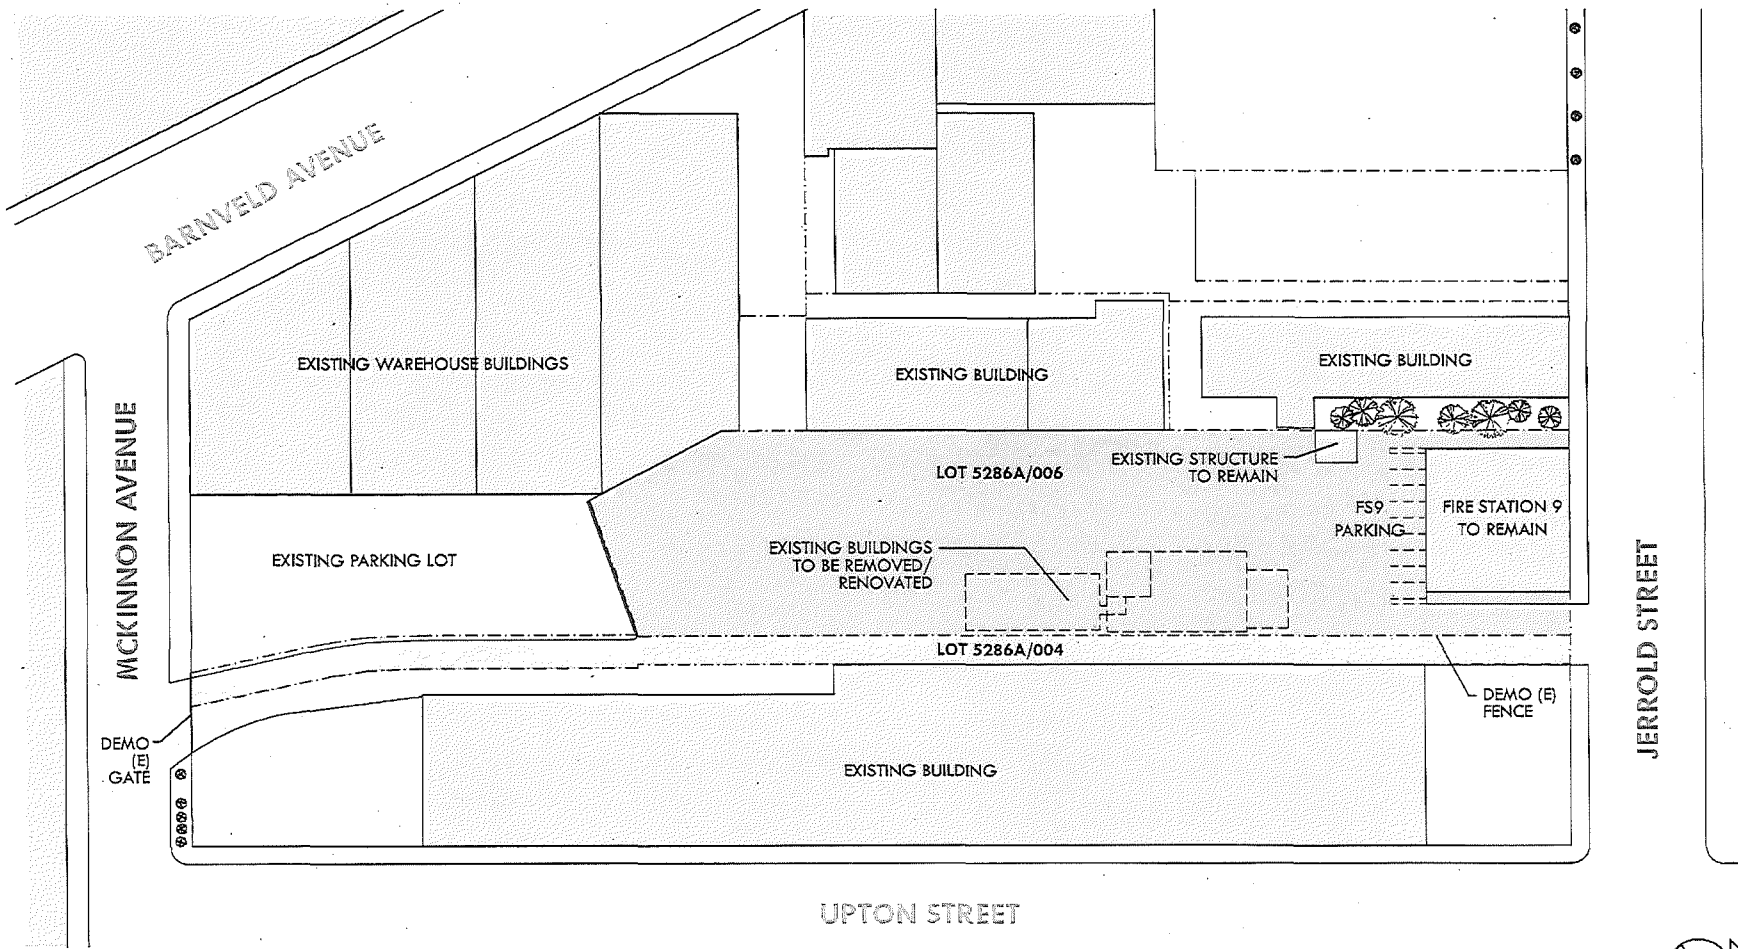 BARNVELD AVENUE
EXISTING WAREHOUSE BUILDINGS
EXISTING BUILDING
EXISTING BUILDING
MCKINNON AVENUE
LOT 5286A/006
EXISTING STRUCTURE
TO REMAIN
FS9
PARKING
FIRE STATION 9
TO REMAIN
EXISTING PARKING LOT
EXISTING BUILDINGS
TO BE REMOVED/
RENOVATED
JERROLD STREET
LOT 5286A/004
DEMO (E)
FENCE
DEMO
(E)
GATE
EXISTING BUILDING
UPTON STREET